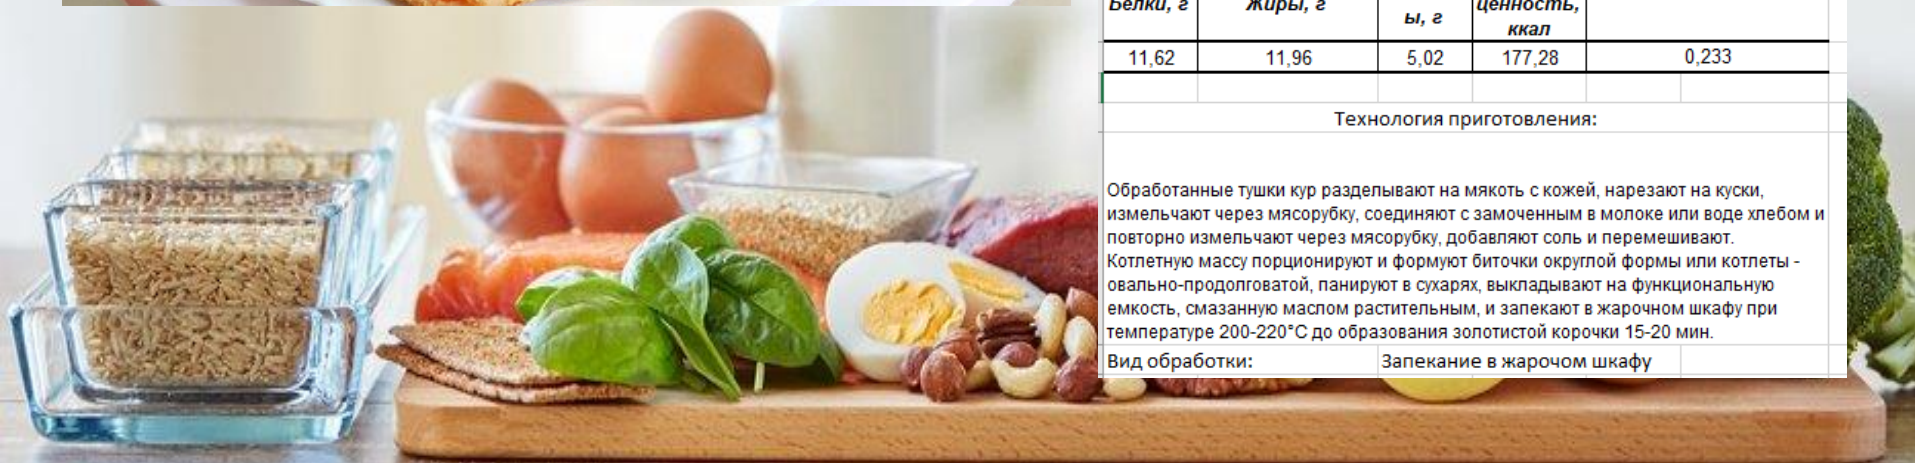 Белки, г Жиры, г ы, г ценность, ккал
11,62 11,96 5,02 177,28 0,233
Технология приготовления:
Обработанные тушки кур разделывают на мякоть с кожей, нарезают на куски,
измельчают через мясорубку, соединяют с замоченным в молоке или воде хлебом и
повторно измельчают через мясорубку, добавляют соль и перемешивают.
Котлетную массу порционируют и формуют биточки округлой формы или котлеты -
овально-продолговатой, панируют в сухарях, выкладывают на функциональную
емкость, смазанную маслом растительным, и запекают в жарочном шкафу при
температуре 200-220°С до образования золотистой корочки 15-20 мин.
Вид обработки: Запекание в жарочом шкафу